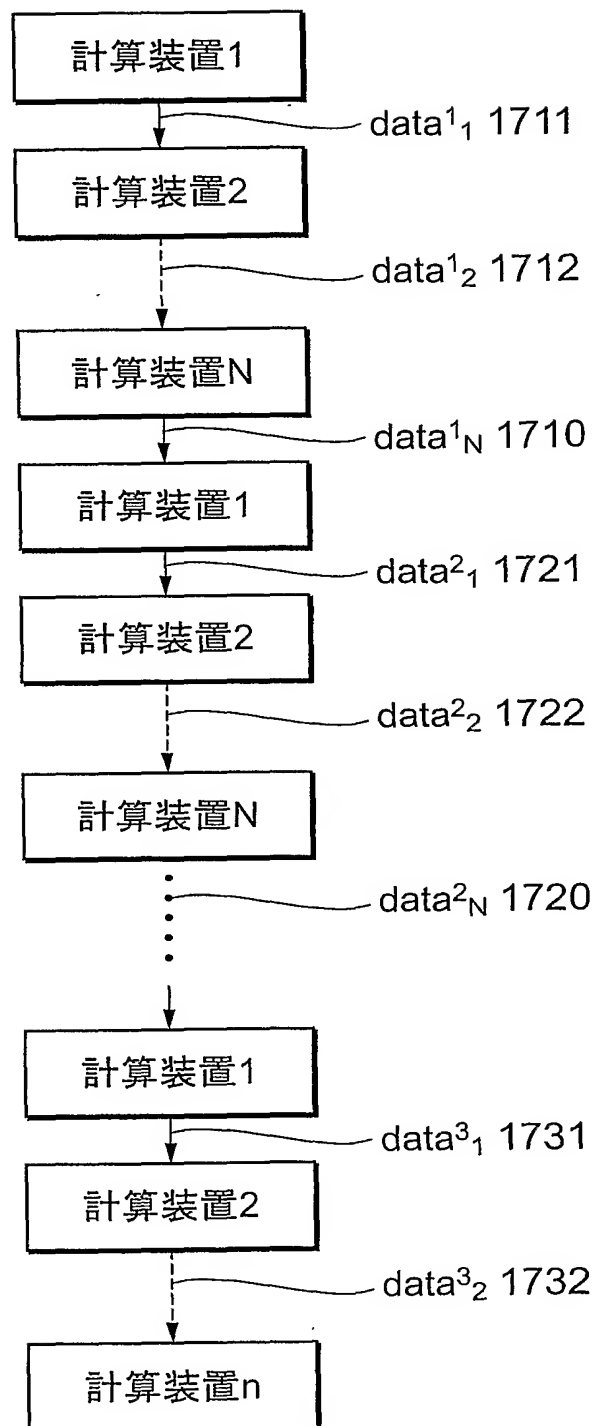 計算装置1
data¹₁ 1711
計算装置2
data¹₂ 1712
計算装置N
data¹N 1710
計算装置1
data²₁ 1721
計算装置2
data²₂ 1722
計算装置N
data²N 1720
計算装置1
data³₁ 1731
計算装置2
data³₂ 1732
計算装置n